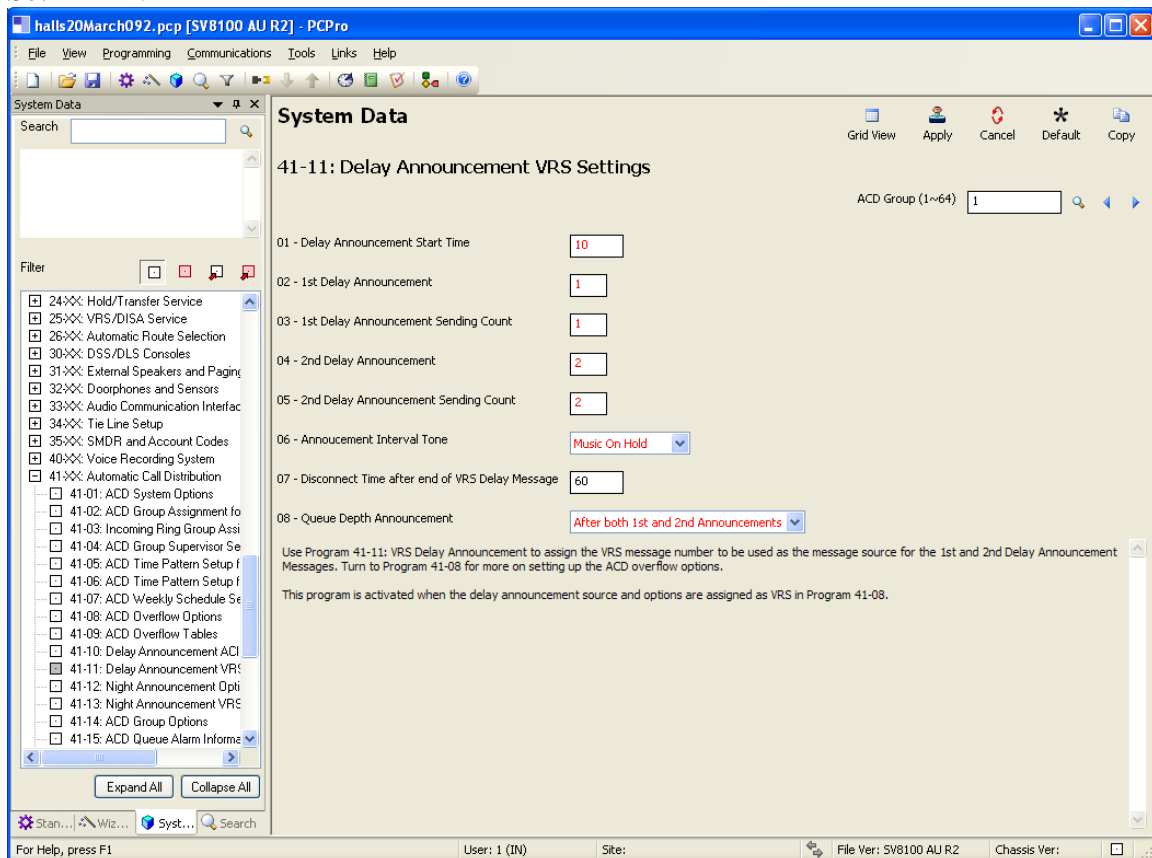 halls20March092.pcp [SV8100 AU R2] - PCPro
File View Programming Communications Tools Links Help
System Data
Search
Filter
24-XX: Hold/Transfer Service
25-XX: VRS/DISA Service
26-XX: Automatic Route Selection
30-XX: DSS/DLS Consoles
31-XX: External Speakers and Paging
32-XX: Doorphones and Sensors
33-XX: Audio Communication Interfac
34-XX: Tie Line Setup
35-XX: SMDR and Account Codes
40-XX: Voice Recording System
41-XX: Automatic Call Distribution
41-01: ACD System Options
41-02: ACD Group Assignment fo
41-03: Incoming Ring Group Assi
41-04: ACD Group Supervisor Se
41-05: ACD Time Pattern Setup f
41-06: ACD Time Pattern Setup f
41-07: ACD Weekly Schedule Se
41-08: ACD Overflow Options
41-09: ACD Overflow Tables
41-10: Delay Announcement ACI
41-11: Delay Announcement VRS
41-12: Night Announcement Opti
41-13: Night Announcement VRS
41-14: ACD Group Options
41-15: ACD Queue Alarm Informa
Expand All Collapse All
Stan... Wiz... Syst... Search
System Data
Grid View Apply Cancel Default Copy
41-11: Delay Announcement VRS Settings
ACD Group (1~64) 1
01 - Delay Announcement Start Time 10
02 - 1st Delay Announcement 1
03 - 1st Delay Announcement Sending Count 1
04 - 2nd Delay Announcement 2
05 - 2nd Delay Announcement Sending Count 2
06 - Annoucement Interval Tone Music On Hold
07 - Disconnect Time after end of VRS Delay Message 60
08 - Queue Depth Announcement After both 1st and 2nd Announcements
Use Program 41-11: VRS Delay Announcement to assign the VRS message number to be used as the message source for the 1st and 2nd Delay Announcement
Messages. Turn to Program 41-08 for more on setting up the ACD overflow options.
This program is activated when the delay announcement source and options are assigned as VRS in Program 41-08.
For Help, press F1 User: 1 (IN) Site: File Ver: SV8100 AU R2 Chassis Ver: